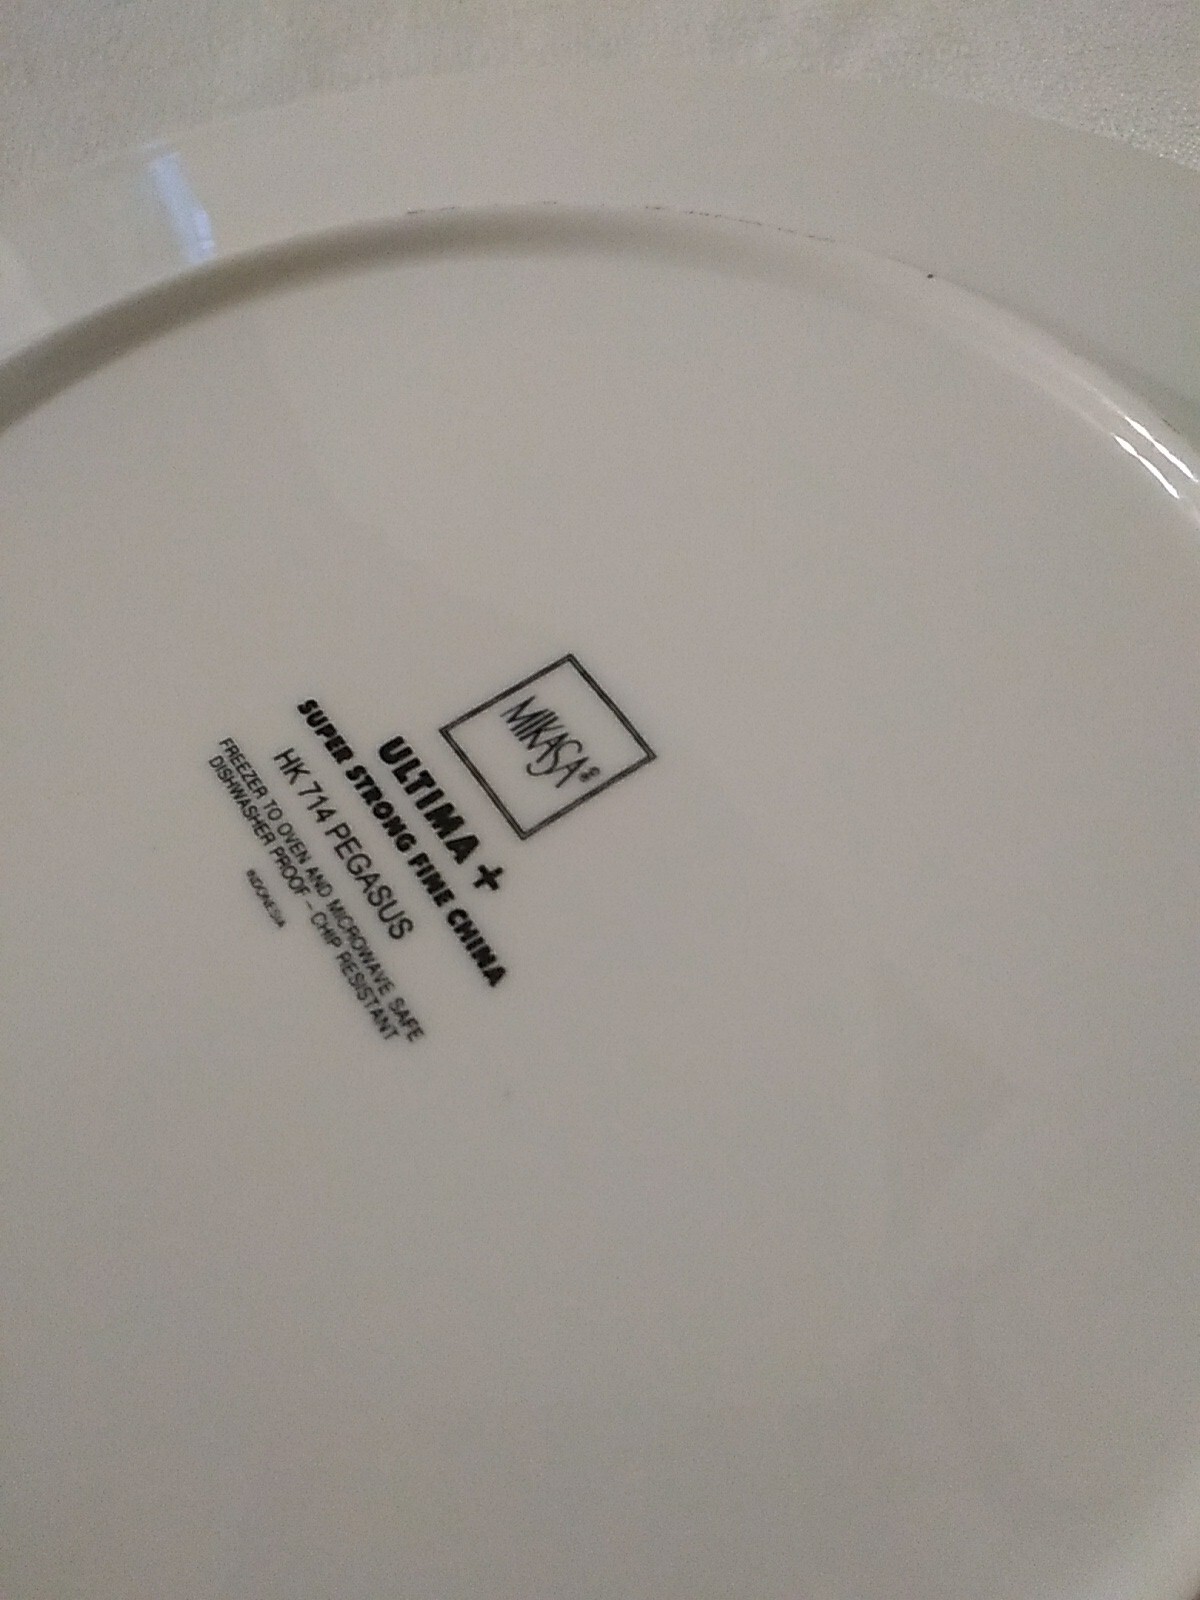 MIKASA®
ULTIMA +
SUPER STRONG FINE CHINA
HK 714 PEGASUS
FREEZER TO OVEN AND MICROWAVE SAFE
DISHWASHER PROOF – CHIP RESISTANT
INDONESIA